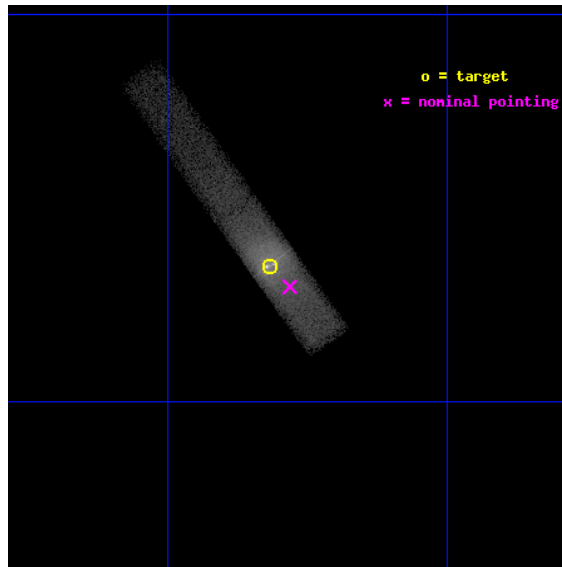 o = target
x = nominal pointing